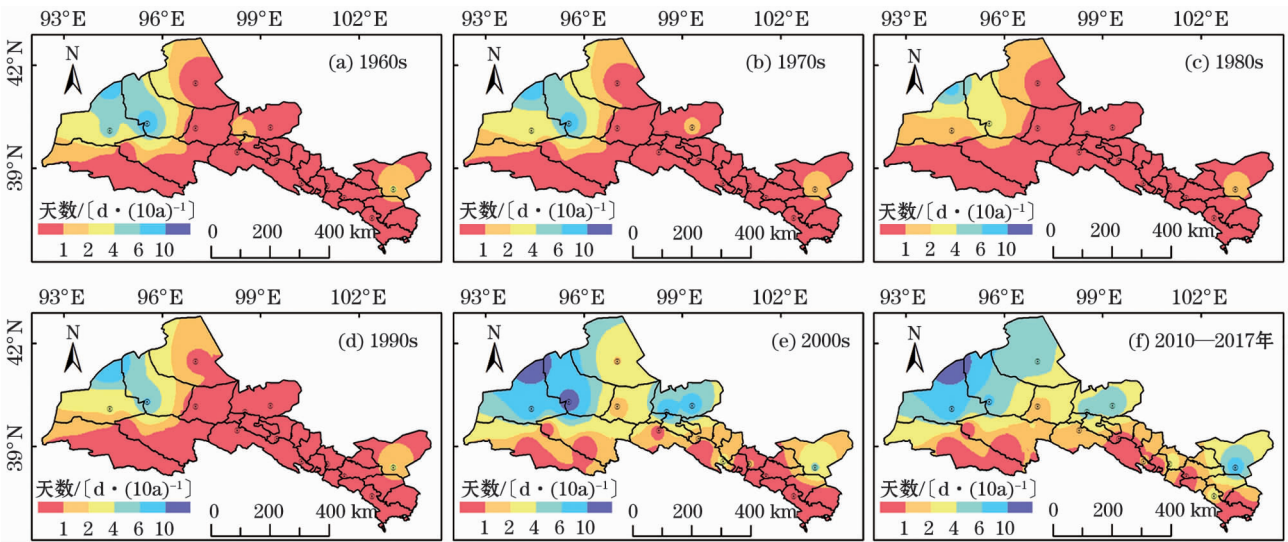 93°E 96°E 99°E 102°E
93°E 96°E 99°E 102°E
93°E 96°E 99°E 102°E
42°N
39°N
N
(a) 1960s
天数/[d·(10a)⁻¹]
1 2 4 6 10
0 200 400 km
N
(b) 1970s
天数/[d·(10a)⁻¹]
1 2 4 6 10
0 200 400 km
N
(c) 1980s
天数/[d·(10a)⁻¹]
1 2 4 6 10
0 200 400 km
93°E 96°E 99°E 102°E
93°E 96°E 99°E 102°E
93°E 96°E 99°E 102°E
42°N
39°N
N
(d) 1990s
天数/[d·(10a)⁻¹]
1 2 4 6 10
0 200 400 km
N
(e) 2000s
天数/[d·(10a)⁻¹]
1 2 4 6 10
0 200 400 km
N
(f) 2010—2017年
天数/[d·(10a)⁻¹]
1 2 4 6 10
0 200 400 km